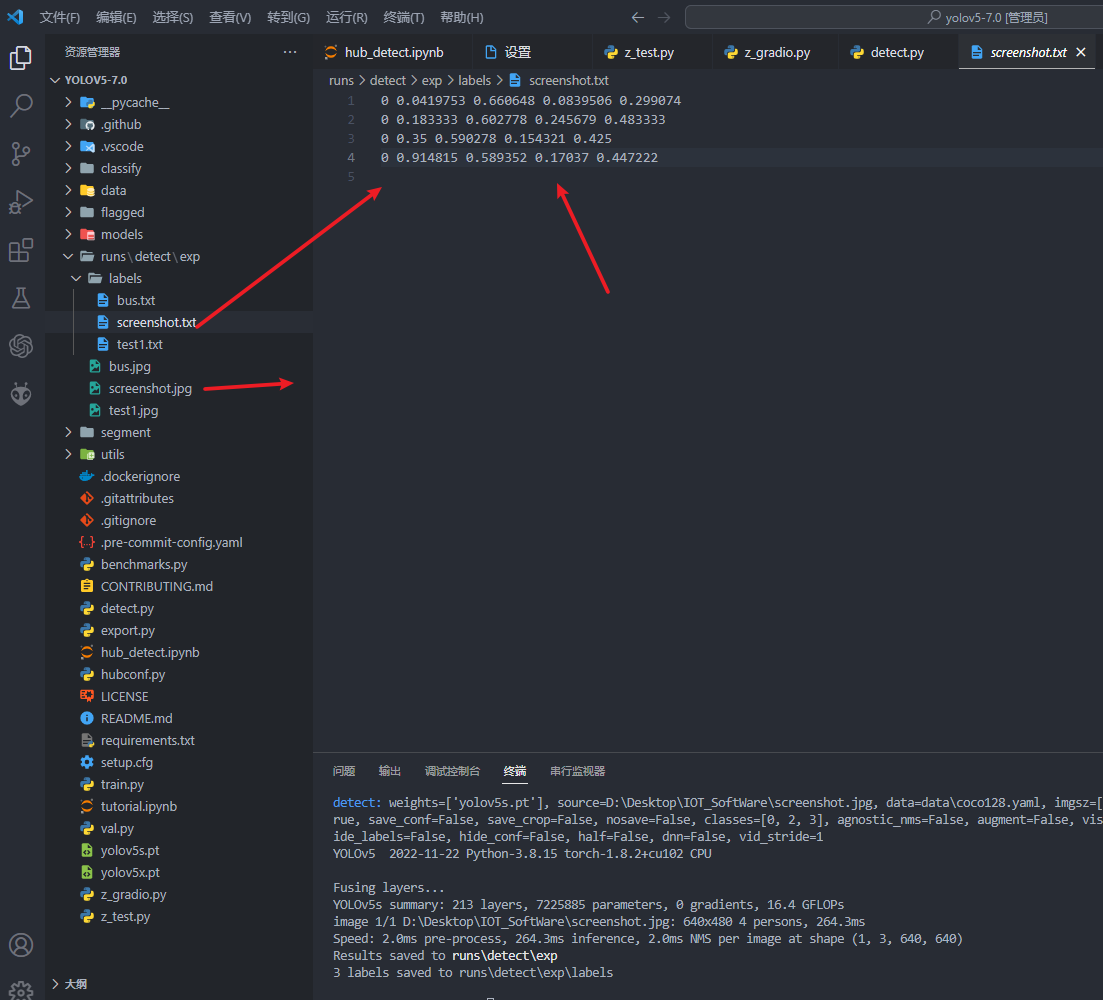 文件(F) 编辑(E) 选择(S) 查看(V) 转到(G) 运行(R) 终端(T) 帮助(H) yolov5-7.0 [管理员]
资源管理器
hub_detect.ipynb 设置 z_test.py z_gradio.py detect.py screenshot.txt
runs > detect > exp > labels > screenshot.txt
YOLOV5-7.0
__pycache__
.github
.vscode
classify
data
flagged
models
runs\detect\exp
labels
bus.txt
screenshot.txt
test1.txt
bus.jpg
screenshot.jpg
test1.jpg
segment
utils
.dockerignore
.gitattributes
.gitignore
.pre-commit-config.yaml
benchmarks.py
CONTRIBUTING.md
detect.py
export.py
hub_detect.ipynb
hubconf.py
LICENSE
README.md
requirements.txt
setup.cfg
train.py
tutorial.ipynb
val.py
yolov5s.pt
yolov5x.pt
z_gradio.py
z_test.py
大纲
1 0 0.0419753 0.660648 0.0839506 0.299074
2 0 0.183333 0.602778 0.245679 0.483333
3 0 0.35 0.590278 0.154321 0.425
4 0 0.914815 0.589352 0.17037 0.447222
5
问题 输出 调试控制台 终端 串行监视器
detect: weights=['yolov5s.pt'], source=D:\Desktop\IOT_SoftWare\screenshot.jpg, data=data\coco128.yaml, imgsz=[
rue, save_conf=False, save_crop=False, nosave=False, classes=[0, 2, 3], agnostic_nms=False, augment=False, vis
ide_labels=False, hide_conf=False, half=False, dnn=False, vid_stride=1
YOLOv5 2022-11-22 Python-3.8.15 torch-1.8.2+cu102 CPU
Fusing layers...
YOLOv5s summary: 213 layers, 7225885 parameters, 0 gradients, 16.4 GFLOPs
image 1/1 D:\Desktop\IOT_SoftWare\screenshot.jpg: 640x480 4 persons, 264.3ms
Speed: 2.0ms pre-process, 264.3ms inference, 2.0ms NMS per image at shape (1, 3, 640, 640)
Results saved to runs\detect\exp
3 labels saved to runs\detect\exp\labels